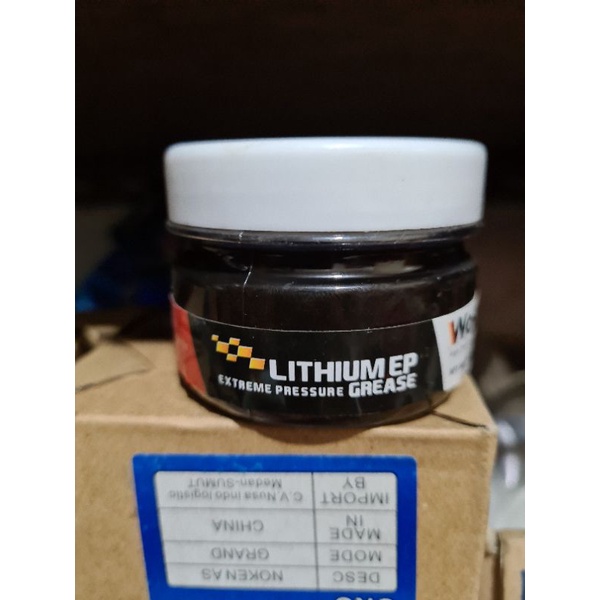 LITHIUM EP
EXTREME PRESSURE GREASE
DESC NOKEN AS
MODE GRAND
MADE IN CHINA
IMPORT BY C.V Nusa indo logistic Medan-SUMUT